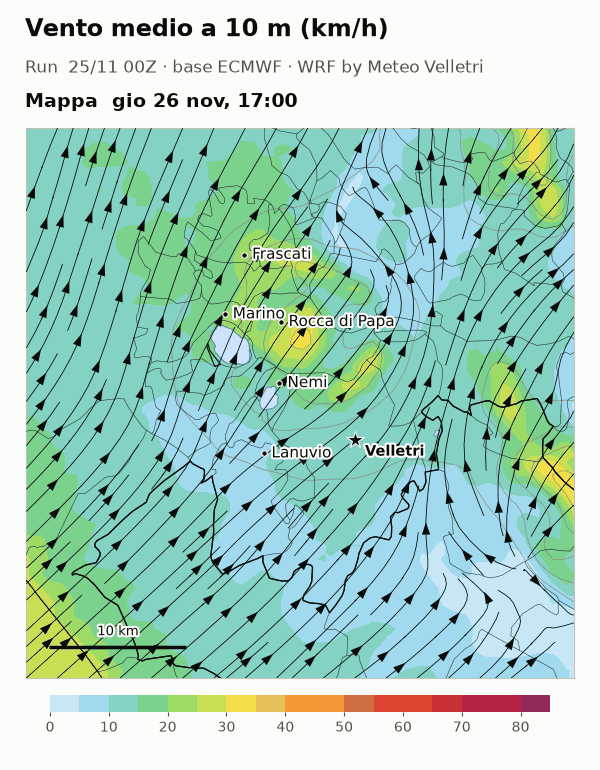 Vento medio a 10 m (km/h)
Run  25/11 00Z · base ECMWF · WRF by Meteo Velletri
Mappa  gio 26 nov, 17:00
Frascati
Marino
Rocca di Papa
Nemi
Velletri
Lanuvio
10 km
0 10 20 30 40 50 60 70 80